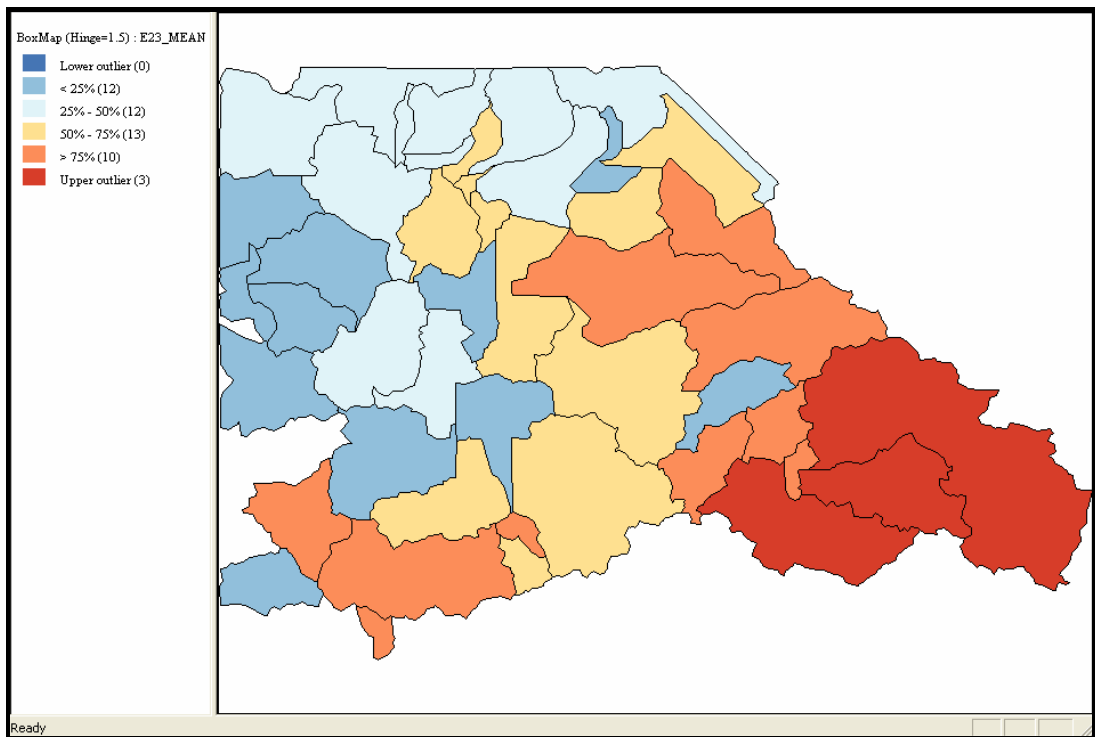 BoxMap (Hinge=1.5) : E23_MEAN
Lower outlier (0)
< 25% (12)
25% - 50% (12)
50% - 75% (13)
> 75% (10)
Upper outlier (3)
Ready